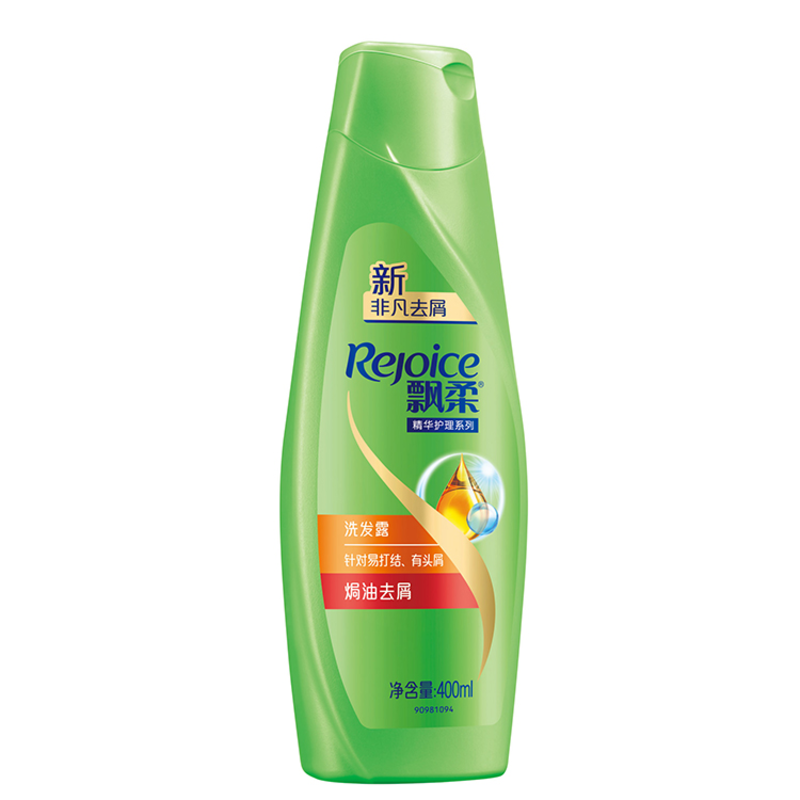 新
非凡去屑
Rejoice
飘柔®
精华护理系列
洗发露
针对易打结、有头屑
焗油去屑
净含量:400ml
90981094